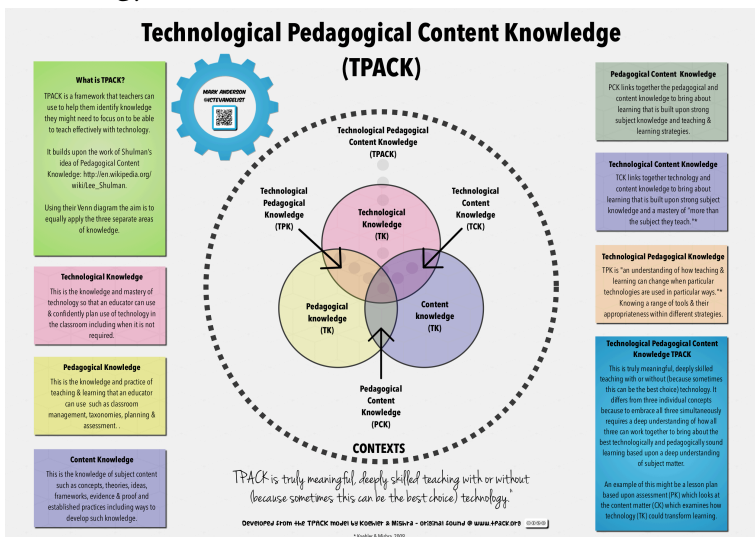 Technological Pedagogical Content Knowledge
(TPACK)
What is TPACK?
TPACK is a framework that teachers can
use to help them identify knowledge
they might need to focus on to be able
to teach effectively with technology.
It builds upon the work of Shulman's
idea of Pedagogical Content
Knowledge: http://en.wikipedia.org/
wiki/Lee_Shulman.
Using their Venn diagram the aim is to
equally apply the three separate areas
of knowledge.
Technological Knowledge
This is the knowledge and mastery of
technology so that an educator can use
& confidently plan use of technology in
the classroom including when it is not
required.
Pedagogical Knowledge
This is the knowledge and practice of
teaching & learning that an educator
can use such as classroom
management, taxonomies, planning &
assessment. .
Content Knowledge
This is the knowledge of subject content
such as concepts, theories, ideas,
frameworks, evidence & proof and
established practices including ways to
develop such knowledge.
MARK ANDERSON
@ICTEVANGELIST
Technological Pedagogical
Content Knowledge
(TPACK)
Technological
Pedagogical
Knowledge
(TPK)
Technological
Content
Knowledge
(TCK)
Technological
Knowledge
(TK)
Pedagogical
knowledge
(TK)
Content
knowledge
(TK)
Pedagogical
Content
Knowledge
(PCK)
CONTEXTS
TPACK is truly meaningful, deeply skilled teaching with or without
(because sometimes this can be the best choice) technology."
Developed from the TPACK model by Koehler & Mishra - original found @ www.tpack.org
* Koehler & Mishra, 2009
Pedagogical Content Knowledge
PCK links together the pedagogical and
content knowledge to bring about
learning that is built upon strong
subject knowledge and teaching &
learning strategies.
Technological Content Knowledge
TCK links together technology and
content knowledge to bring about
learning that is built upon strong subject
knowledge and a mastery of "more than
the subject they teach."*
Technological Pedagogical Knowledge
TPK is "an understanding of how teaching &
learning can change when particular
technologies are used in particular ways."*
Knowing a range of tools & their
appropriateness within different strategies.
Technological Pedagogical Content
Knowledge TPACK
This is truly meaningful, deeply skilled
teaching with or without (because sometimes
this can be the best choice) technology. It
differs from three individual concepts
because to embrace all three simultaneously
requires a deep understanding of how all
three can work together to bring about the
best technologically and pedagogically sound
learning based upon a deep understanding
of subject matter.
An example of this might be a lesson plan
based upon assessment (PK) which looks at
the content matter (CK) which examines how
technology (TK) could transform learning.